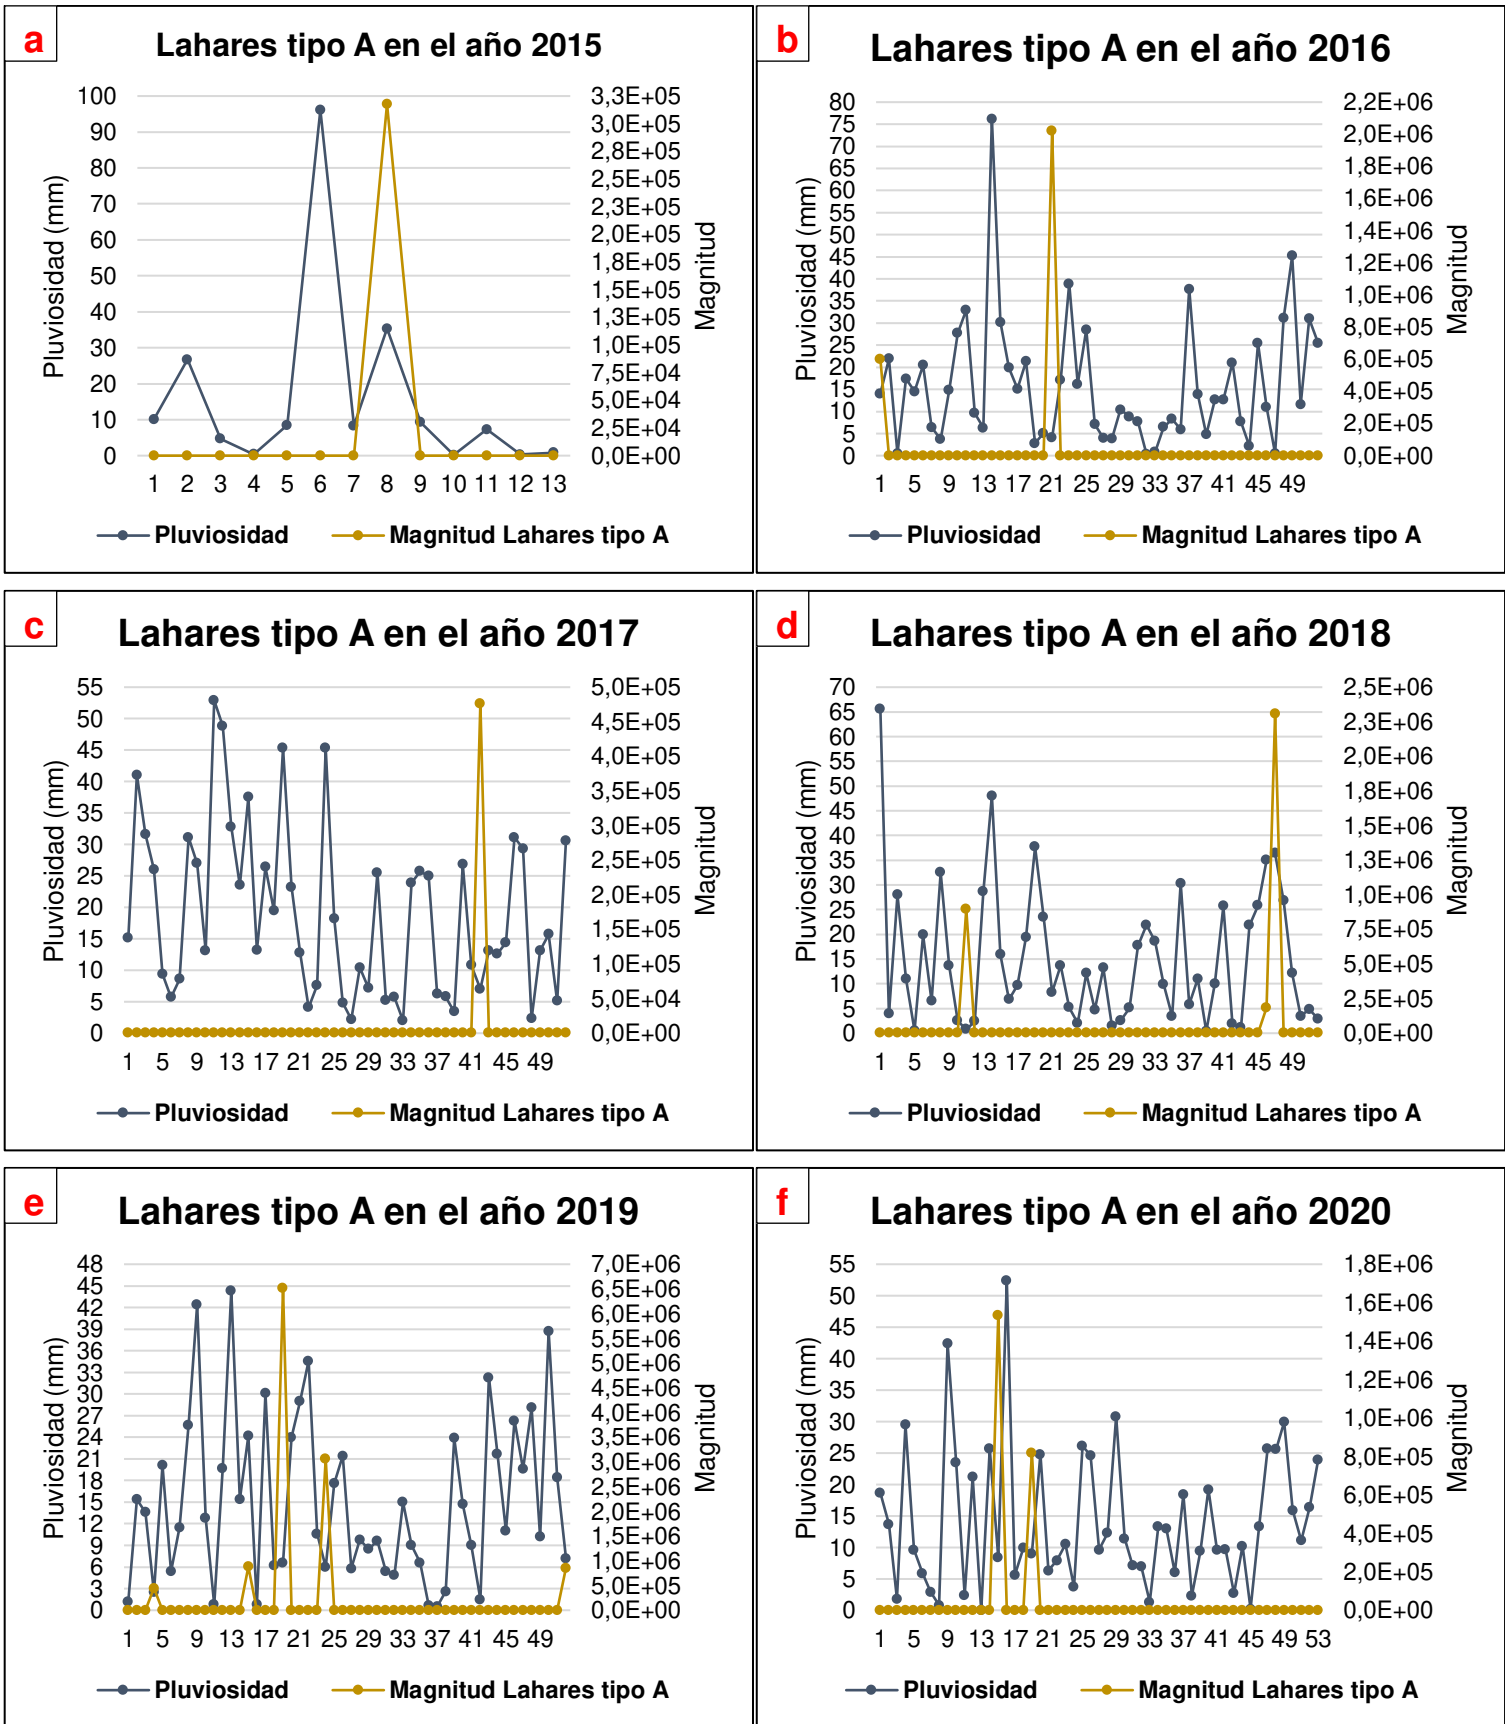 a
Lahares tipo A en el año 2015
Pluviosidad (mm)
100
90
80
70
60
50
40
30
20
10
0
3,3E+05
3,0E+05
2,8E+05
2,5E+05
2,3E+05
2,0E+05
1,8E+05
1,5E+05
1,3E+05
1,0E+05
7,5E+04
5,0E+04
2,5E+04
0,0E+00
Magnitud
1 2 3 4 5 6 7 8 9 10 11 12 13
Pluviosidad Magnitud Lahares tipo A
b
Lahares tipo A en el año 2016
Pluviosidad (mm)
80
75
70
65
60
55
50
45
40
35
30
25
20
15
10
5
0
2,2E+06
2,0E+06
1,8E+06
1,6E+06
1,4E+06
1,2E+06
1,0E+06
8,0E+05
6,0E+05
4,0E+05
2,0E+05
0,0E+00
Magnitud
1 5 9 13 17 21 25 29 33 37 41 45 49
Pluviosidad Magnitud Lahares tipo A
c
Lahares tipo A en el año 2017
Pluviosidad (mm)
55
50
45
40
35
30
25
20
15
10
5
0
5,0E+05
4,5E+05
4,0E+05
3,5E+05
3,0E+05
2,5E+05
2,0E+05
1,5E+05
1,0E+05
5,0E+04
0,0E+00
Magnitud
1 5 9 13 17 21 25 29 33 37 41 45 49
Pluviosidad Magnitud Lahares tipo A
d
Lahares tipo A en el año 2018
Pluviosidad (mm)
70
65
60
55
50
45
40
35
30
25
20
15
10
5
0
2,5E+06
2,3E+06
2,0E+06
1,8E+06
1,5E+06
1,3E+06
1,0E+06
7,5E+05
5,0E+05
2,5E+05
0,0E+00
Magnitud
1 5 9 13 17 21 25 29 33 37 41 45 49
Pluviosidad Magnitud Lahares tipo A
e
Lahares tipo A en el año 2019
Pluviosidad (mm)
48
45
42
39
36
33
30
27
24
21
18
15
12
9
6
3
0
7,0E+06
6,5E+06
6,0E+06
5,5E+06
5,0E+06
4,5E+06
4,0E+06
3,5E+06
3,0E+06
2,5E+06
2,0E+06
1,5E+06
1,0E+06
5,0E+05
0,0E+00
Magnitud
1 5 9 13 17 21 25 29 33 37 41 45 49
Pluviosidad Magnitud Lahares tipo A
f
Lahares tipo A en el año 2020
Pluviosidad (mm)
55
50
45
40
35
30
25
20
15
10
5
0
1,8E+06
1,6E+06
1,4E+06
1,2E+06
1,0E+06
8,0E+05
6,0E+05
4,0E+05
2,0E+05
0,0E+00
Magnitud
1 5 9 13 17 21 25 29 33 37 41 45 49 53
Pluviosidad Magnitud Lahares tipo A